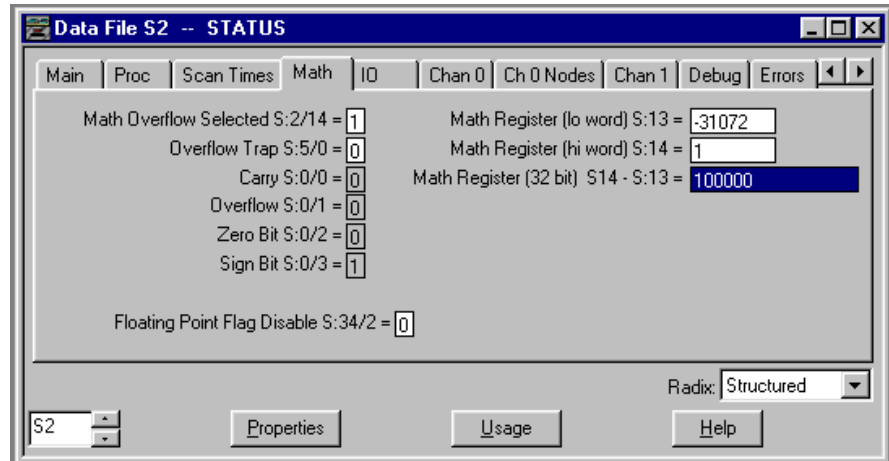 Data File S2 -- STATUS
Main Proc Scan Times Math IO Chan 0 Ch 0 Nodes Chan 1 Debug Errors
Math Overflow Selected S:2/14 = 1 Math Register (lo word) S:13 = -31072
Overflow Trap S:5/0 = 0 Math Register (hi word) S:14 = 1
Carry S:0/0 = 0 Math Register (32 bit) S14 - S:13 = 100000
Overflow S:0/1 = 0
Zero Bit S:0/2 = 0
Sign Bit S:0/3 = 1
Floating Point Flag Disable S:34/2 = 0
Radix: Structured
S2 Properties Usage Help